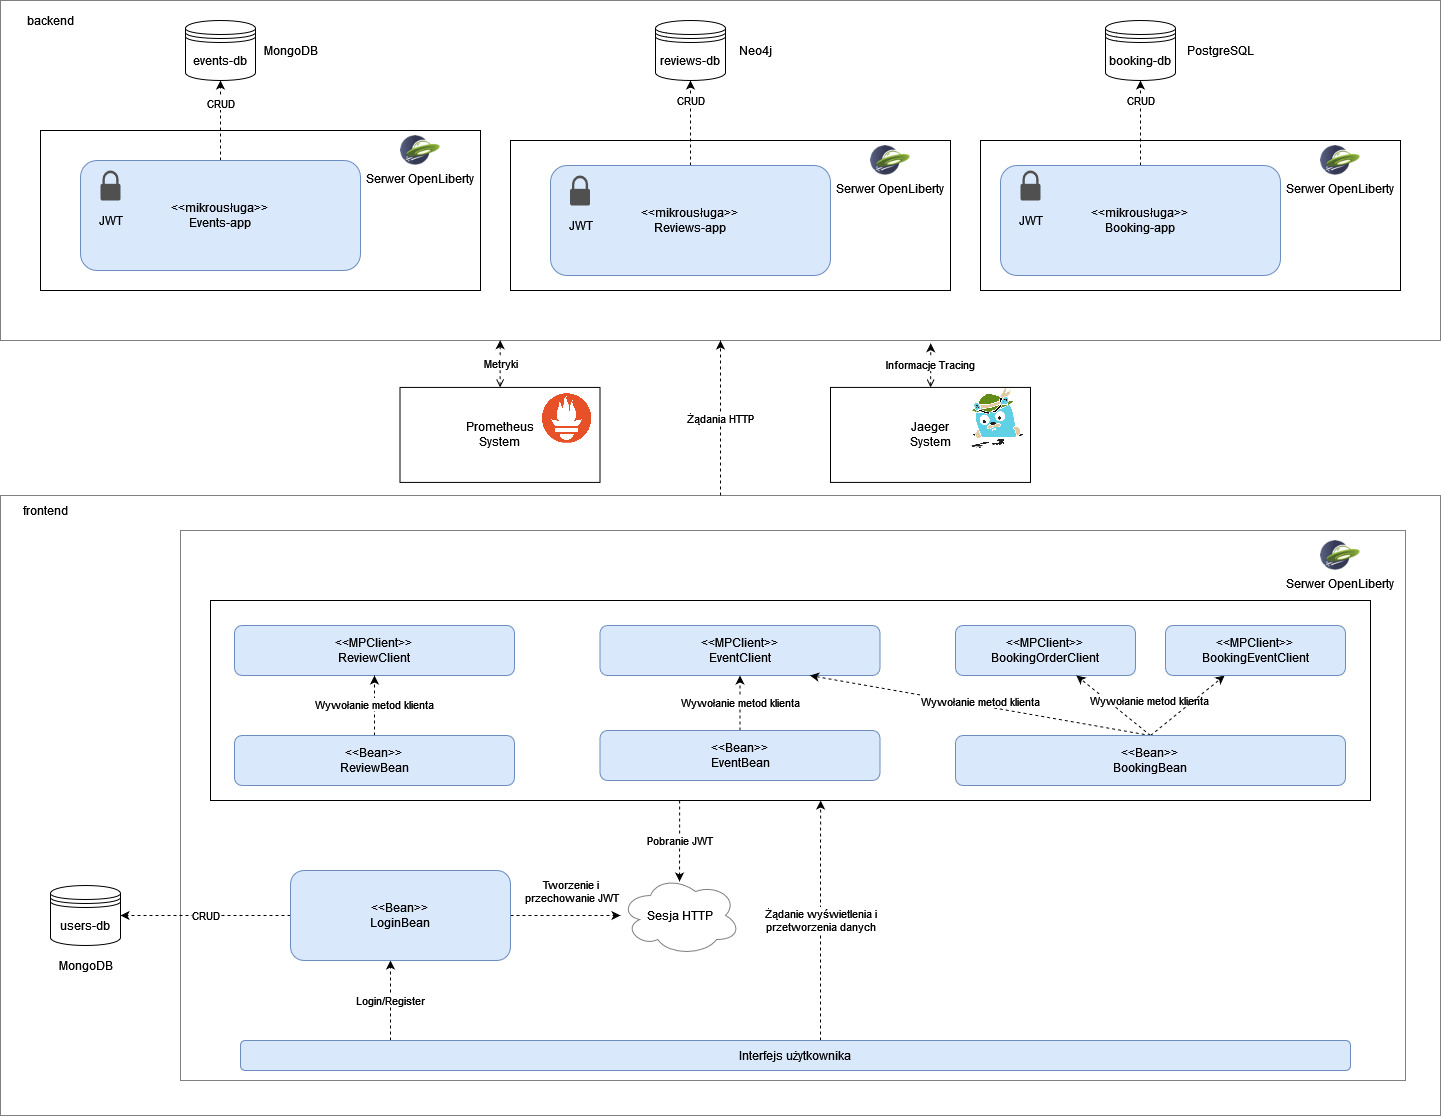 backend
events-db
MongoDB
reviews-db
Neo4j
booking-db
PostgreSQL
CRUD
CRUD
CRUD
Serwer OpenLiberty
JWT
<<mikrousługa>>
Events-app
Serwer OpenLiberty
JWT
<<mikrousługa>>
Reviews-app
Serwer OpenLiberty
JWT
<<mikrousługa>>
Booking-app
Metryki
Informacje Tracing
Żądania HTTP
Prometheus
System
Jaeger
System
frontend
Serwer OpenLiberty
<<MPClient>>
ReviewClient
<<MPClient>>
EventClient
<<MPClient>>
BookingOrderClient
<<MPClient>>
BookingEventClient
Wywołanie metod klienta
Wywołanie metod klienta
Wywołanie metod klienta
Wywołanie metod klienta
<<Bean>>
ReviewBean
<<Bean>>
EventBean
<<Bean>>
BookingBean
Pobranie JWT
<<Bean>>
LoginBean
Tworzenie i
przechowanie JWT
Sesja HTTP
Żądanie wyświetlenia i
przetworzenia danych
CRUD
users-db
MongoDB
Login/Register
Interfejs użytkownika